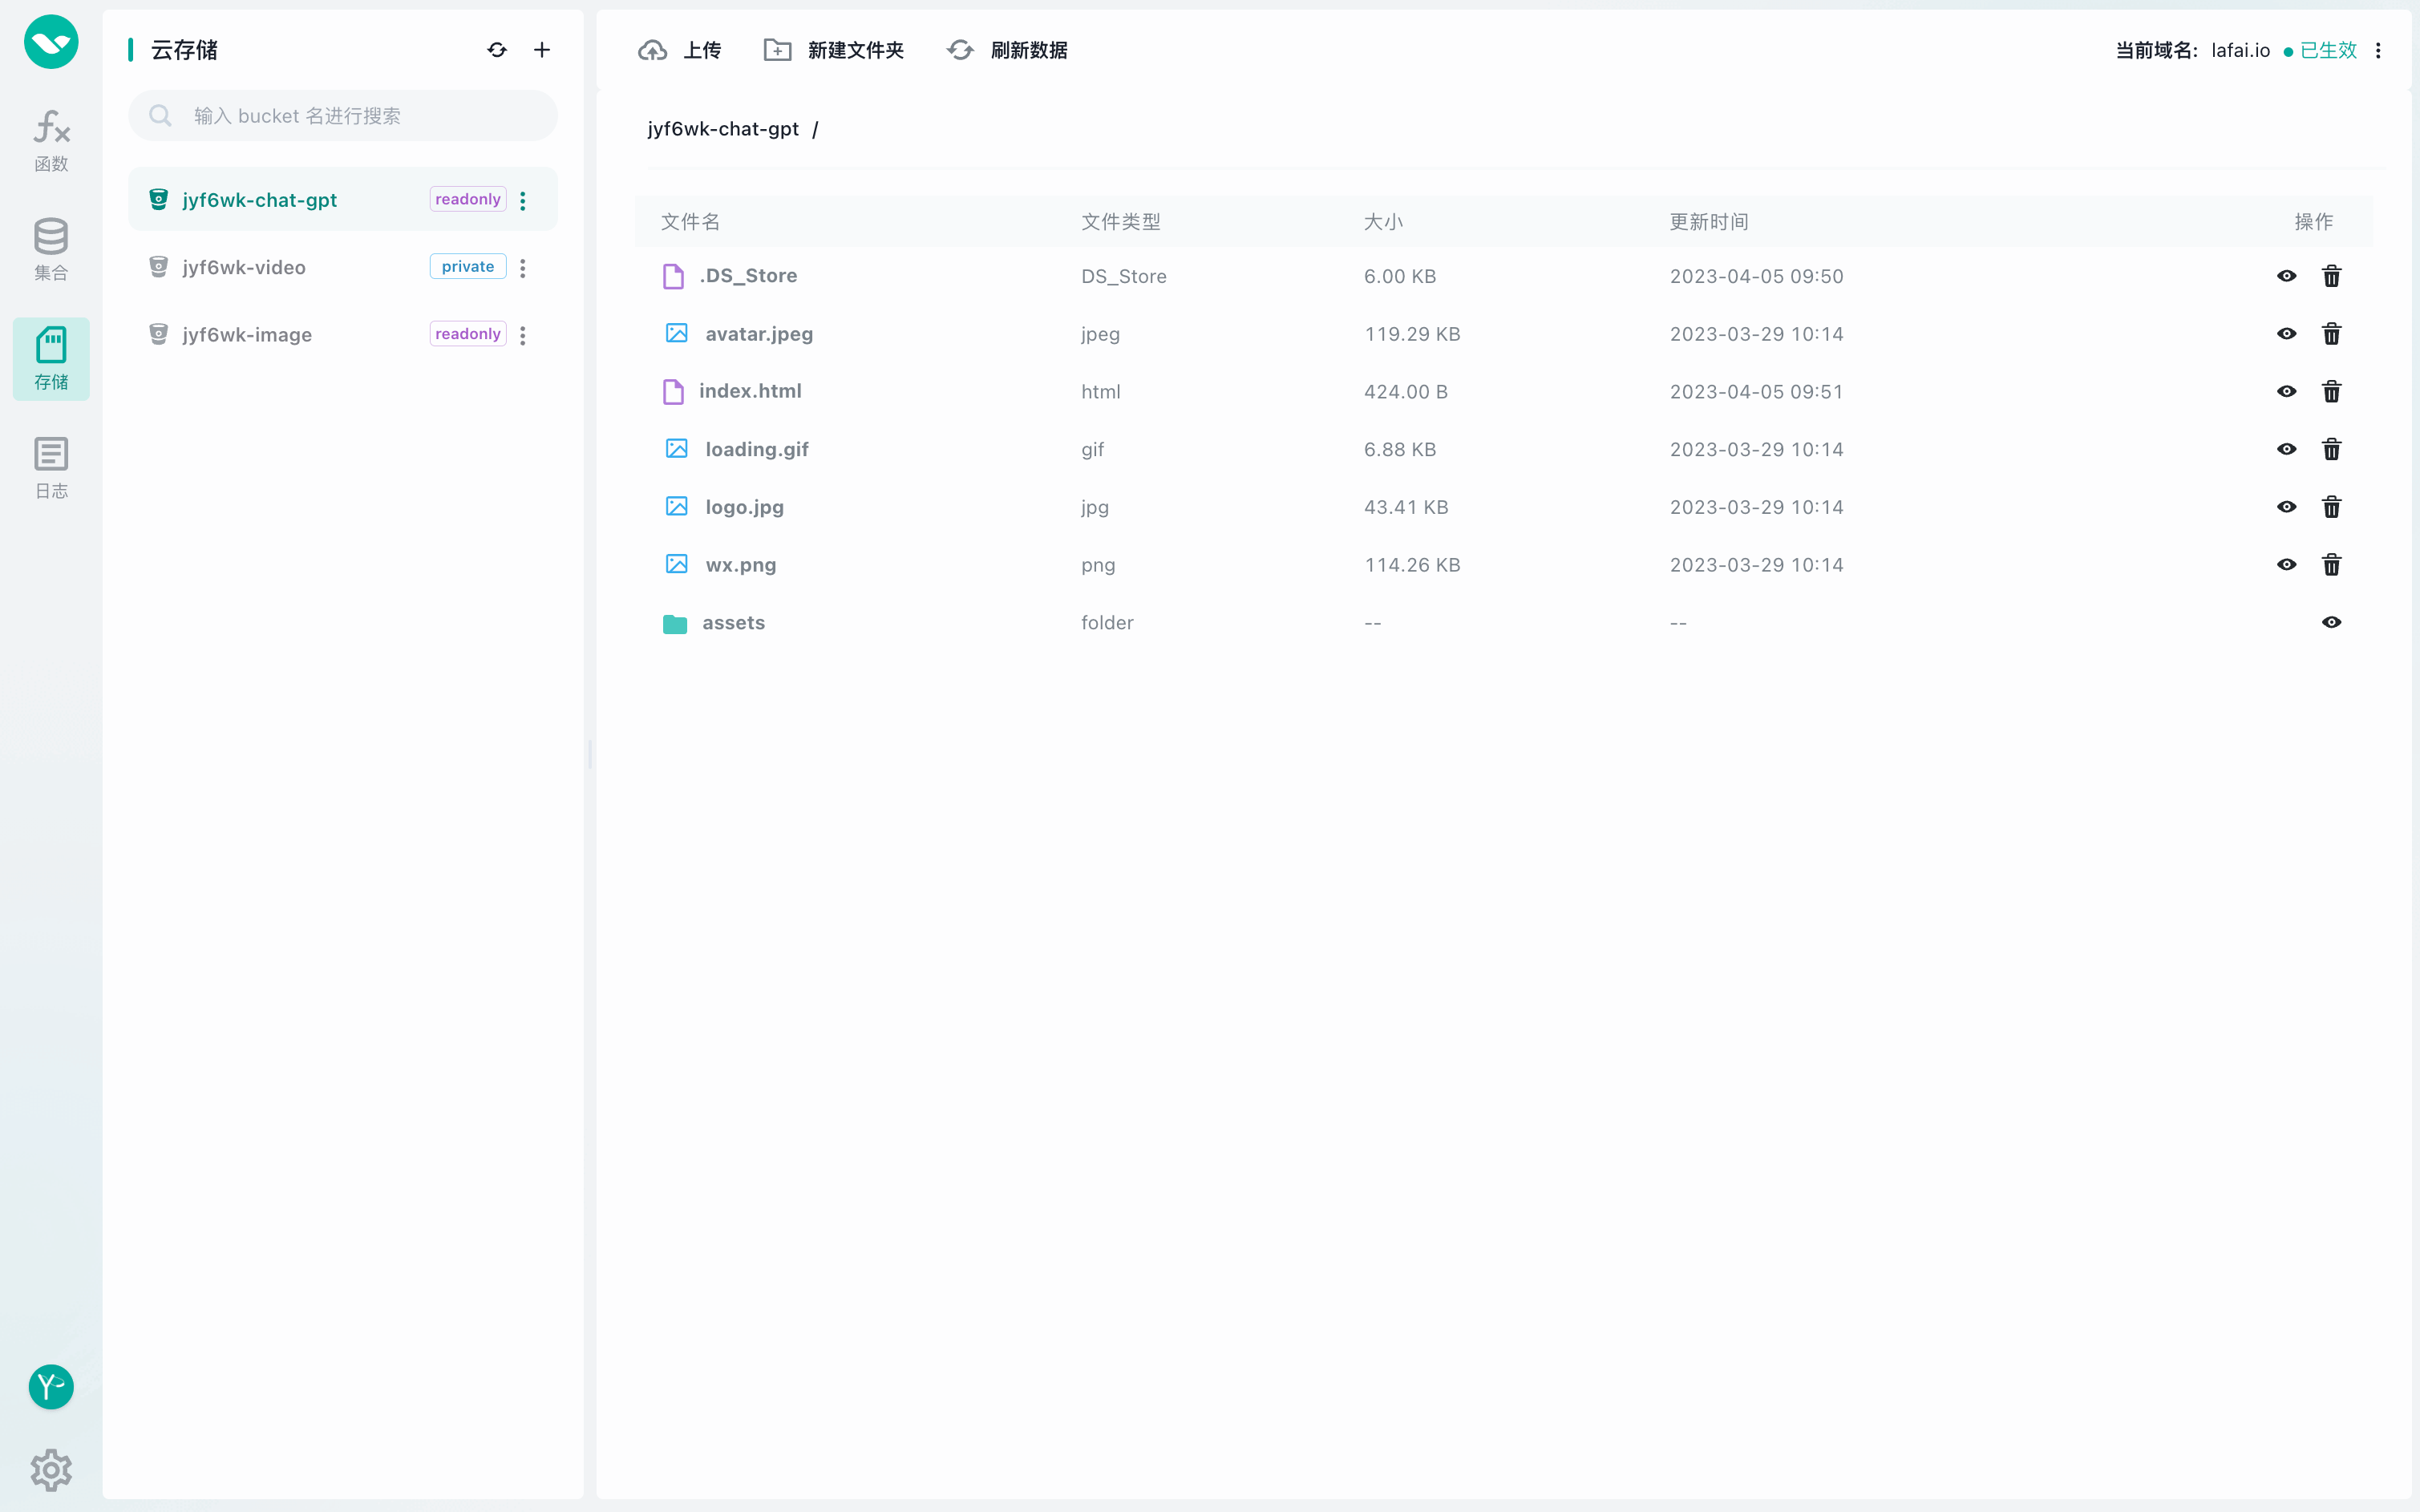 云存储
输入 bucket 名进行搜索
jyf6wk-chat-gpt readonly
jyf6wk-video private
jyf6wk-image readonly
函数
集合
存储
日志
上传 新建文件夹 刷新数据 当前域名: lafai.io 已生效
jyf6wk-chat-gpt /
文件名 文件类型 大小 更新时间 操作
.DS_Store DS_Store 6.00 KB 2023-04-05 09:50
avatar.jpeg jpeg 119.29 KB 2023-03-29 10:14
index.html html 424.00 B 2023-04-05 09:51
loading.gif gif 6.88 KB 2023-03-29 10:14
logo.jpg jpg 43.41 KB 2023-03-29 10:14
wx.png png 114.26 KB 2023-03-29 10:14
assets folder -- --